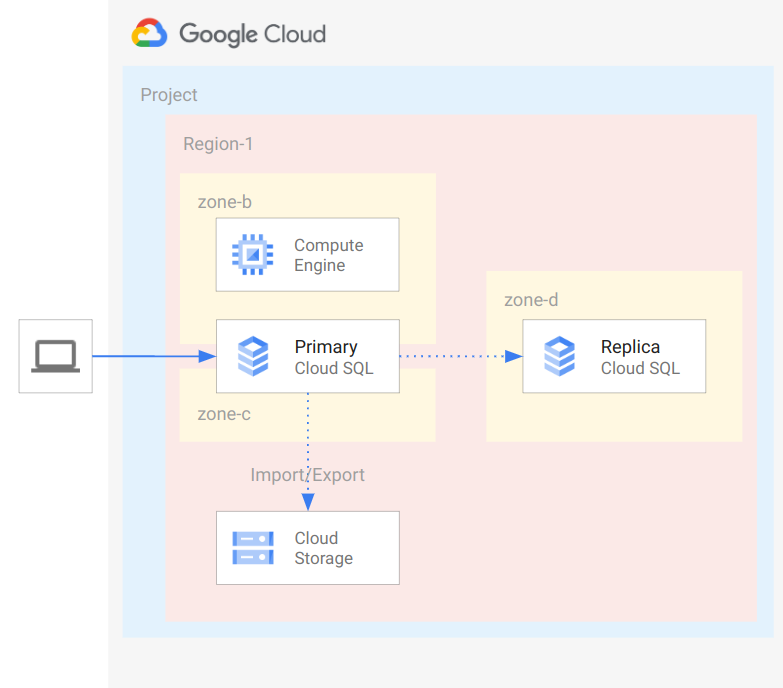 Google Cloud
Project
Region-1
zone-b
Compute
Engine
zone-d
Primary
Cloud SQL
Replica
Cloud SQL
zone-c
Import/Export
Cloud
Storage